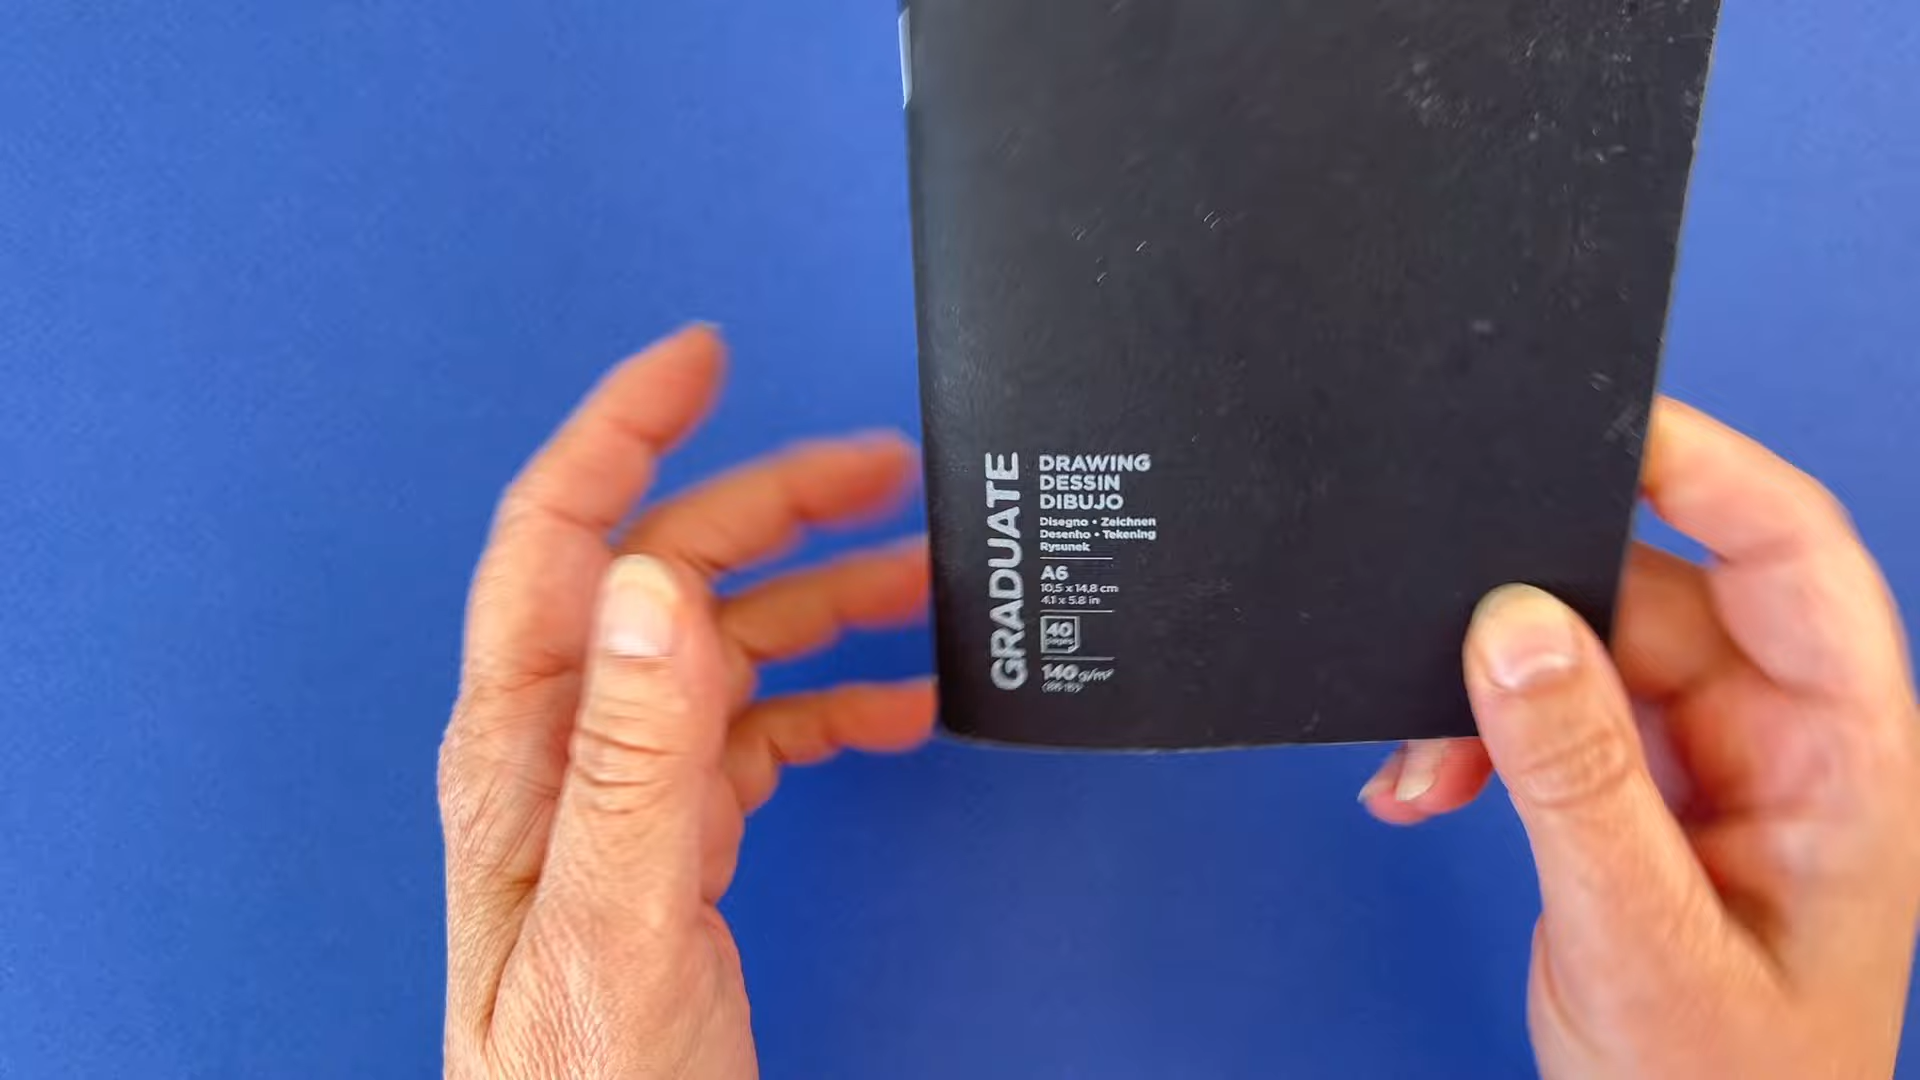 GRADUATE
DRAWING
DESSIN
DIBUJO
Disegno • Zeichnen
Desenho • Tekening
Rysunek
A6
10,5 x 14,8 cm
4.1 x 5.8 in
40
pages
140 g/m²